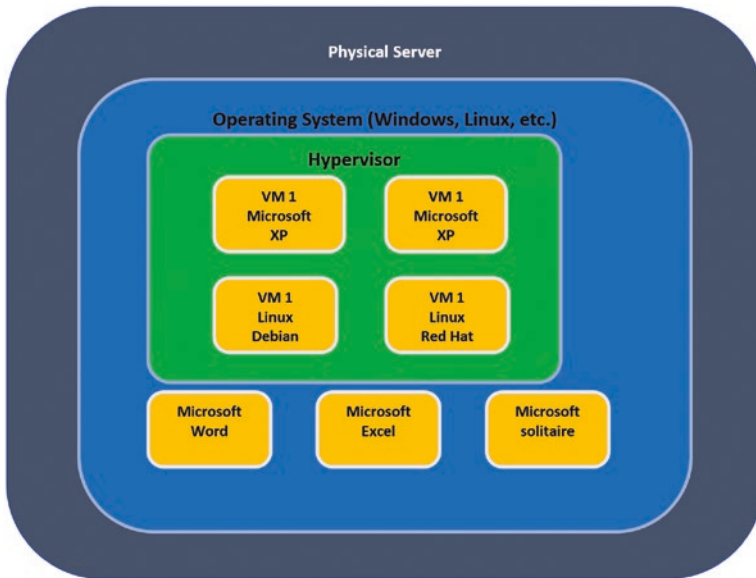 Physical Server
Operating System (Windows, Linux, etc.)
Hypervisor
VM 1
Microsoft
XP
VM 1
Microsoft
XP
VM 1
Linux
Debian
VM 1
Linux
Red Hat
Microsoft
Word
Microsoft
Excel
Microsoft
solitaire